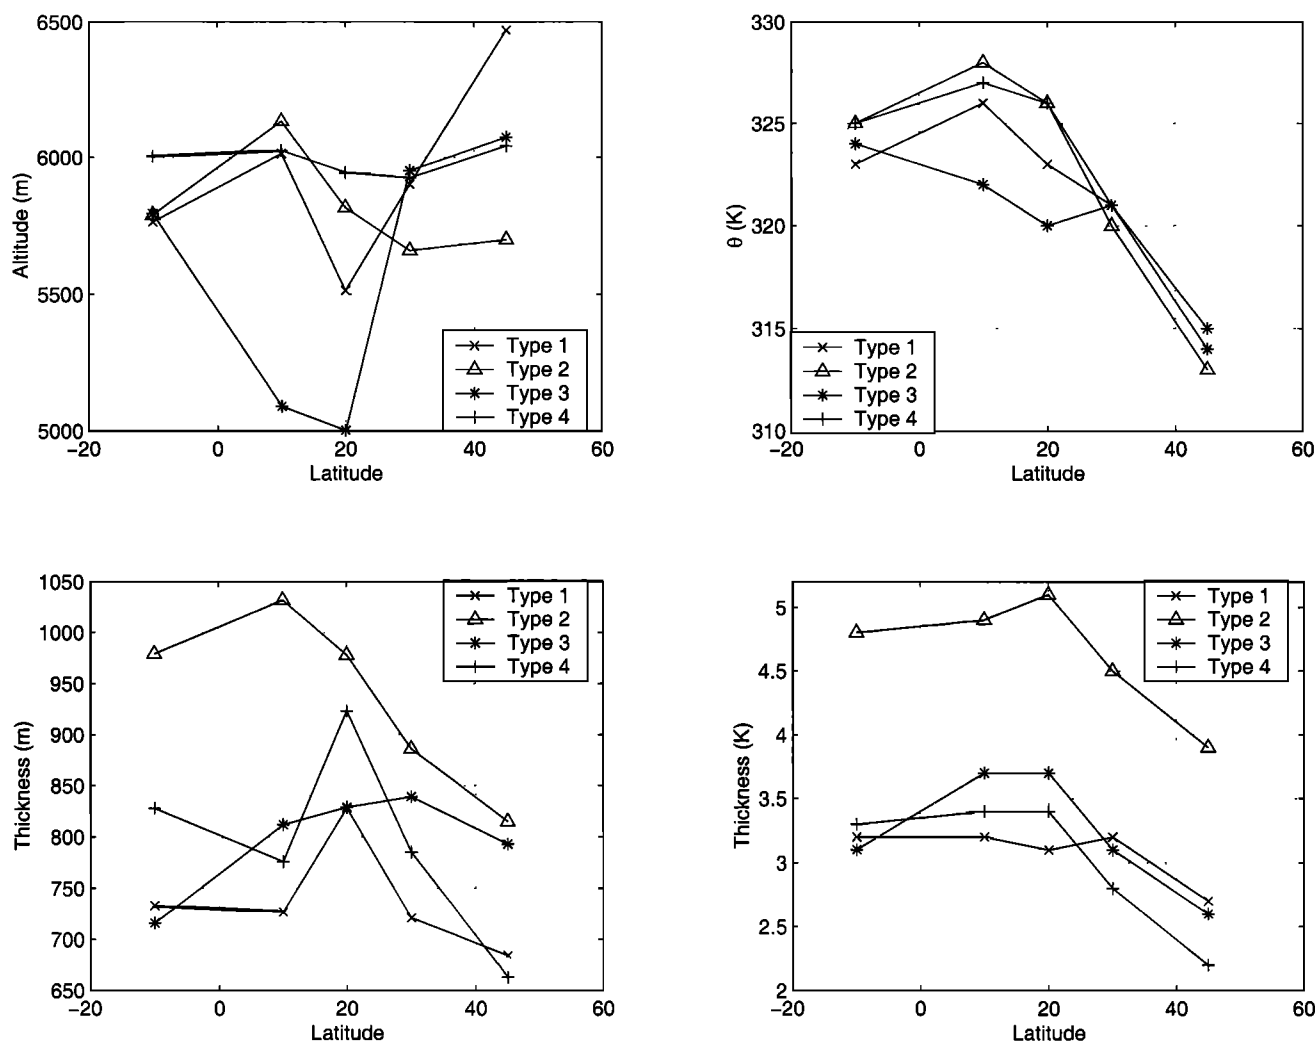 6500
6000
5500
5000
Altitude (m)
−20 0 20 40 60
Latitude
Type 1
Type 2
Type 3
Type 4
330
325
320
315
310
θ (K)
−20 0 20 40 60
Latitude
Type 1
Type 2
Type 3
Type 4
1050
1000
950
900
850
800
750
700
650
Thickness (m)
−20 0 20 40 60
Latitude
Type 1
Type 2
Type 3
Type 4
5
4.5
4
3.5
3
2.5
2
Thickness (K)
−20 0 20 40 60
Latitude
Type 1
Type 2
Type 3
Type 4